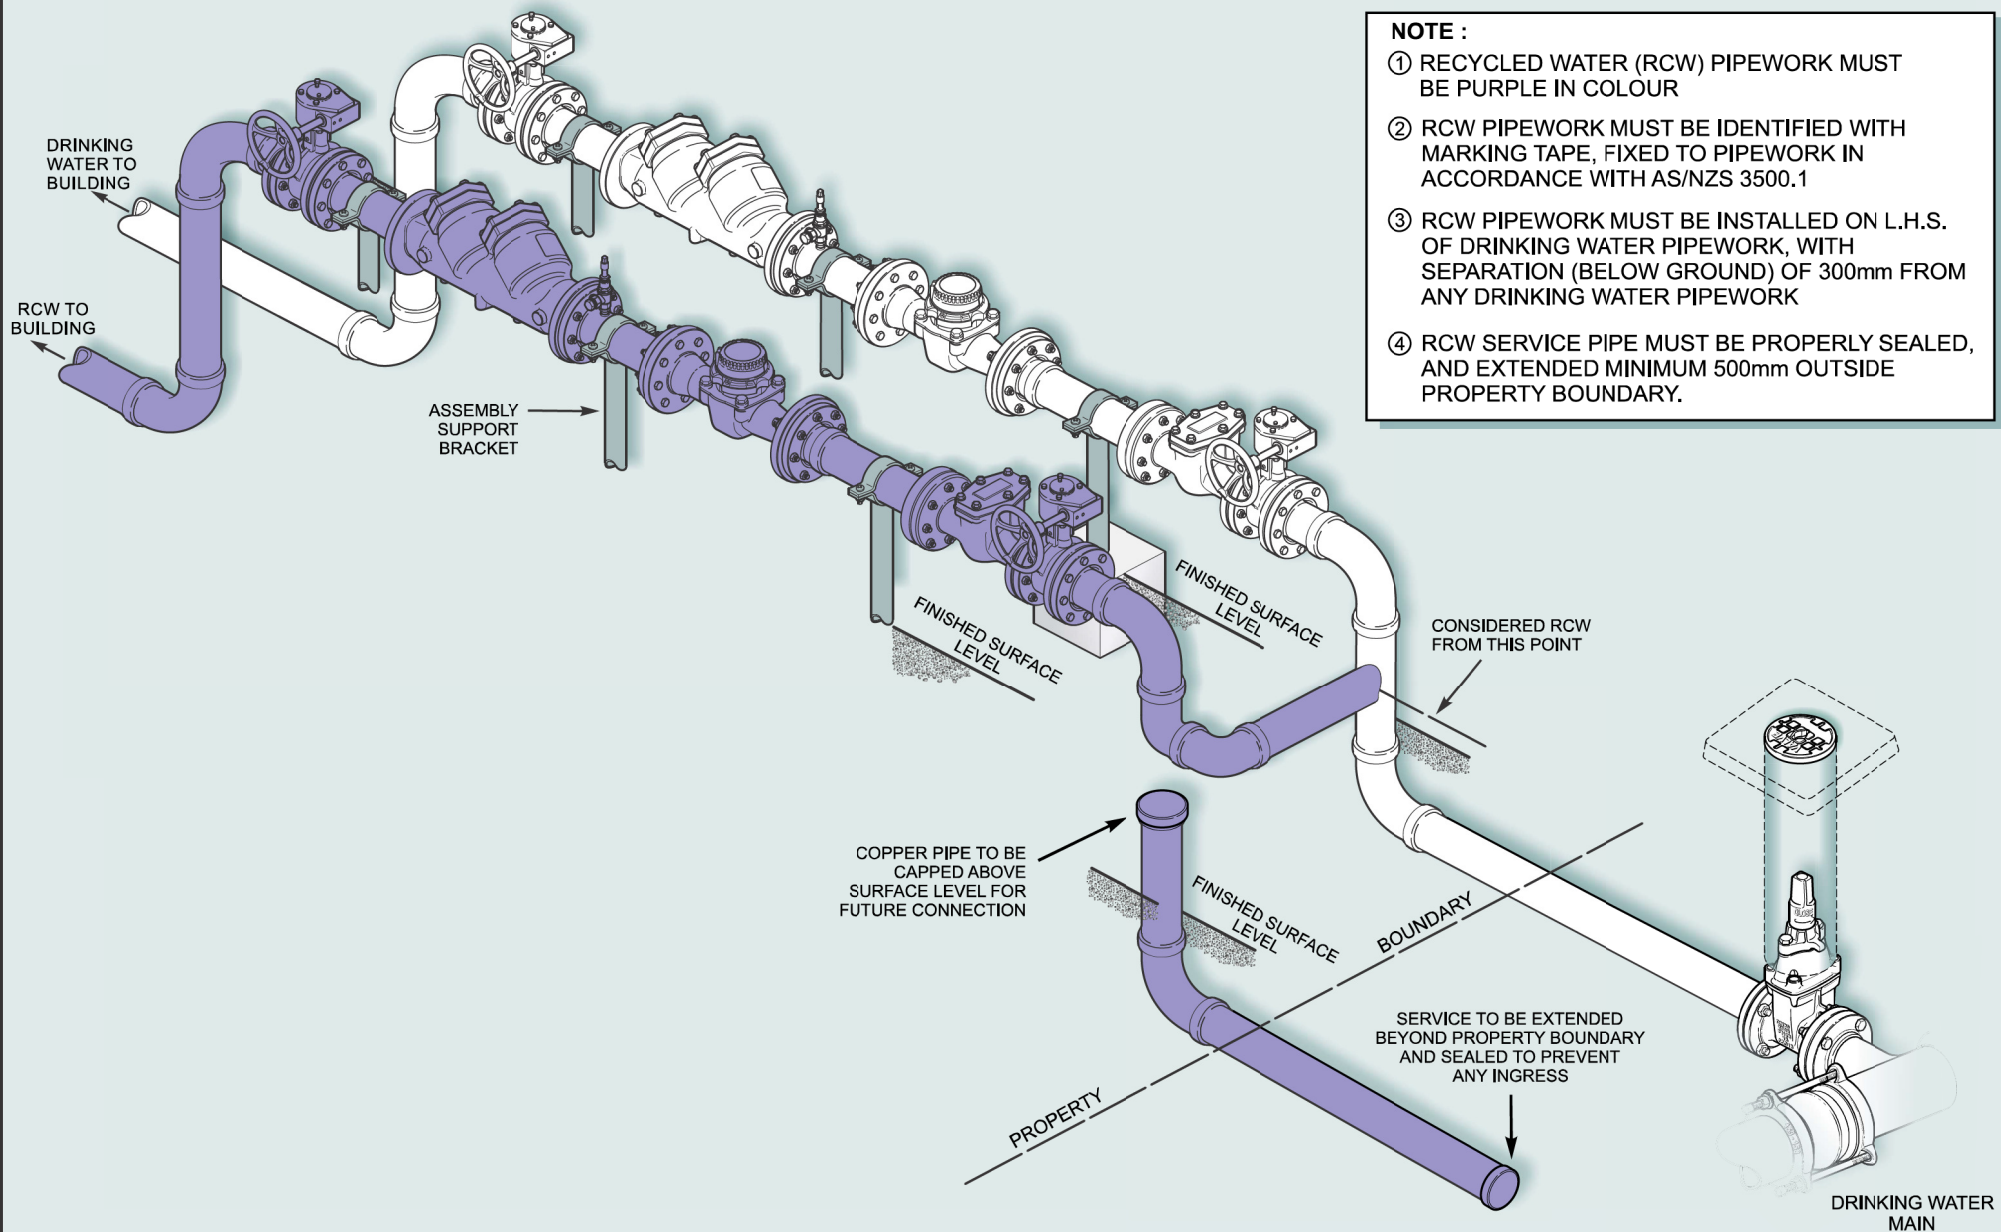 NOTE :
① RECYCLED WATER (RCW) PIPEWORK MUST
BE PURPLE IN COLOUR
② RCW PIPEWORK MUST BE IDENTIFIED WITH
MARKING TAPE, FIXED TO PIPEWORK IN
ACCORDANCE WITH AS/NZS 3500.1
③ RCW PIPEWORK MUST BE INSTALLED ON L.H.S.
OF DRINKING WATER PIPEWORK, WITH
SEPARATION (BELOW GROUND) OF 300mm FROM
ANY DRINKING WATER PIPEWORK
④ RCW SERVICE PIPE MUST BE PROPERLY SEALED,
AND EXTENDED MINIMUM 500mm OUTSIDE
PROPERTY BOUNDARY.
DRINKING
WATER TO
BUILDING
RCW TO
BUILDING
ASSEMBLY
SUPPORT
BRACKET
FINISHED SURFACE
LEVEL
FINISHED SURFACE
LEVEL
CONSIDERED RCW
FROM THIS POINT
COPPER PIPE TO BE
CAPPED ABOVE
SURFACE LEVEL FOR
FUTURE CONNECTION
FINISHED SURFACE
LEVEL
PROPERTY
BOUNDARY
SERVICE TO BE EXTENDED
BEYOND PROPERTY BOUNDARY
AND SEALED TO PREVENT
ANY INGRESS
DRINKING WATER
MAIN